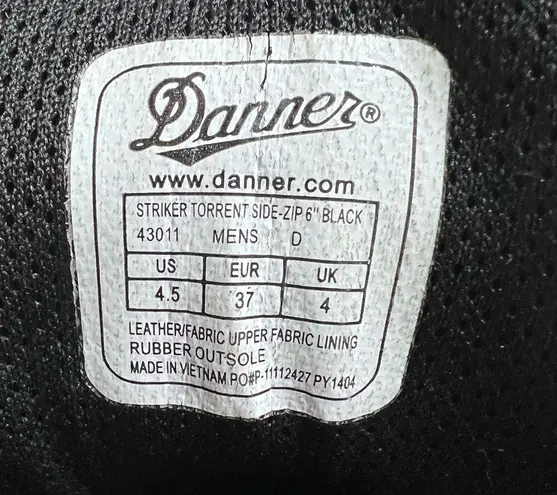 Danner®
www.danner.com
STRIKER TORRENT SIDE-ZIP 6" BLACK
43011 MENS D
US EUR UK
4.5 37 4
LEATHER/FABRIC UPPER FABRIC LINING
RUBBER OUTSOLE
MADE IN VIETNAM PO#P-11112427 PY1404